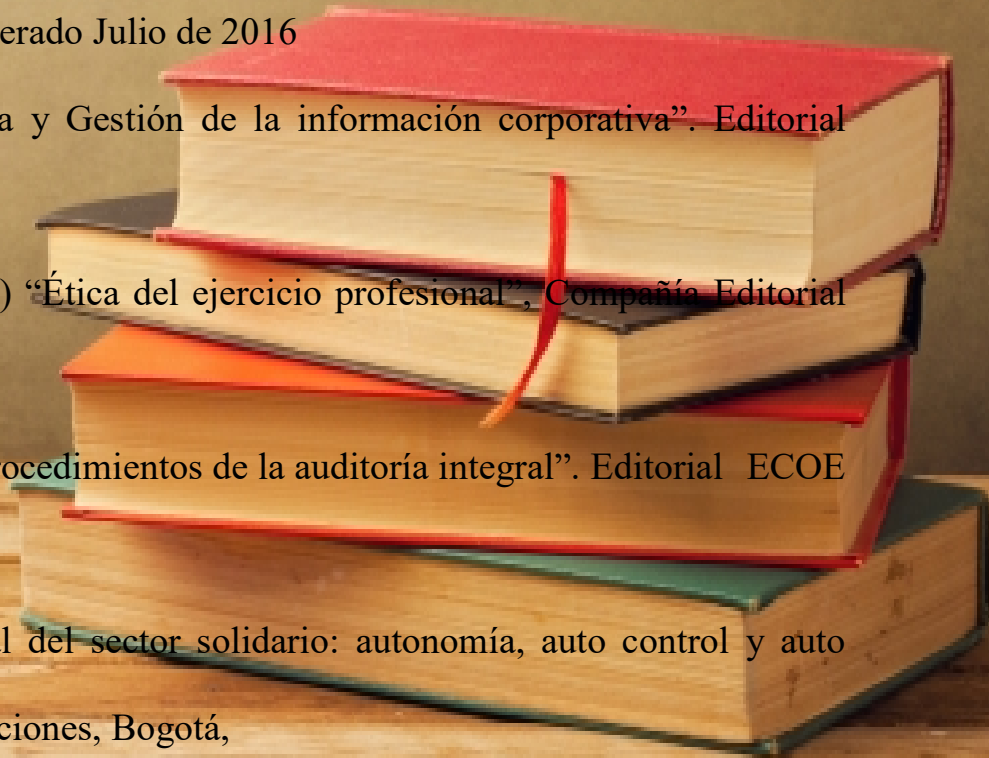 erado Julio de 2016
a y Gestión de la información corporativa”. Editorial
) “Ética del ejercicio profesional”, Compañía Editorial
rocedimientos de la auditoría integral”. Editorial ECOE
l del sector solidario: autonomía, auto control y auto
ciones, Bogotá,